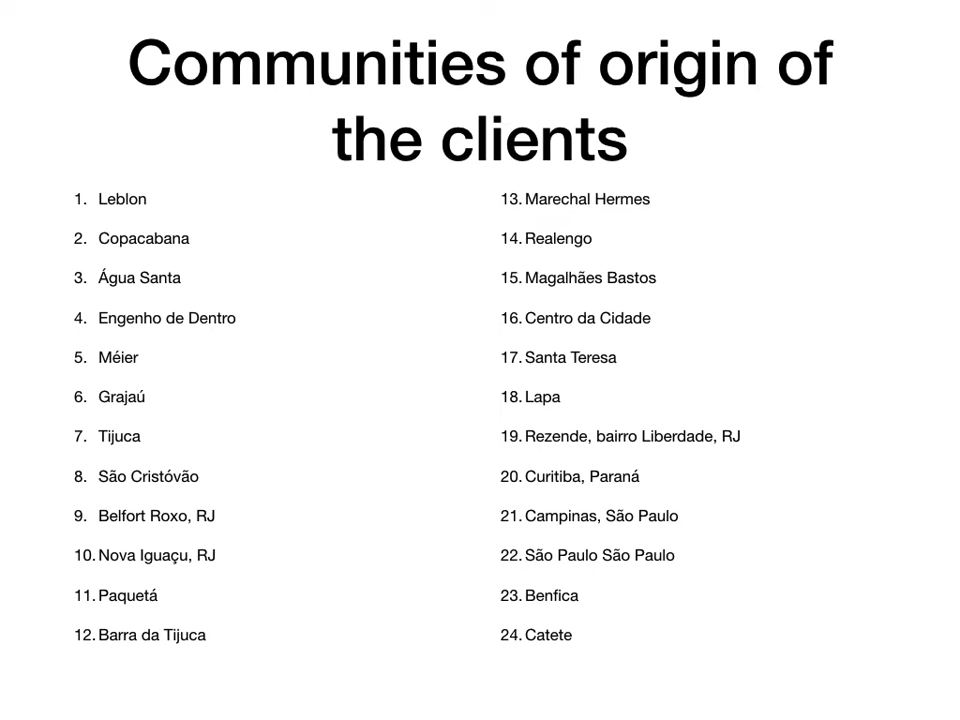 Communities of origin of
the clients
1. Leblon
2. Copacabana
3. Água Santa
4. Engenho de Dentro
5. Méier
6. Grajaú
7. Tijuca
8. São Cristóvão
9. Belfort Roxo, RJ
10. Nova Iguaçu, RJ
11. Paquetá
12. Barra da Tijuca
13. Marechal Hermes
14. Realengo
15. Magalhães Bastos
16. Centro da Cidade
17. Santa Teresa
18. Lapa
19. Rezende, bairro Liberdade, RJ
20. Curitiba, Paraná
21. Campinas, São Paulo
22. São Paulo São Paulo
23. Benfica
24. Catete